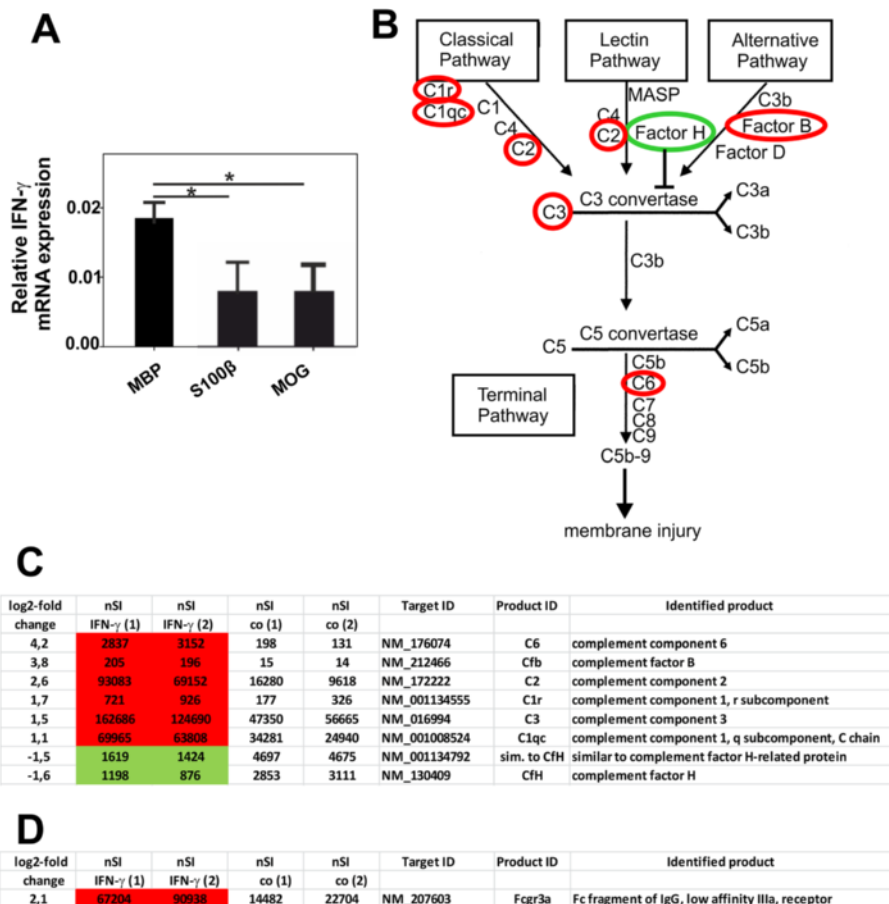 A
Relative IFN-γ
mRNA expression
0.02
0.01
0.00
*
*
MBP
S100β
MOG
B
Classical
Pathway
Lectin
Pathway
Alternative
Pathway
C1r
C1qc
C1
C4
C2
MASP
C4
C2
Factor H
C3b
Factor B
Factor D
C3
C3 convertase
C3a
C3b
C3b
C5
C5 convertase
C5a
C5b
C5b
C6
C7
C8
C9
Terminal
Pathway
C5b-9
membrane injury
C
log2-fold nSI nSI nSI nSI Target ID Product ID Identified product
change IFN-γ (1) IFN-γ (2) co (1) co (2)
4,2 2837 3152 198 131 NM_176074 C6 complement component 6
3,8 205 196 15 14 NM_212466 Cfb complement factor B
2,6 93083 69152 16280 9618 NM_172222 C2 complement component 2
1,7 721 926 177 326 NM_001134555 C1r complement component 1, r subcomponent
1,5 162686 124690 47350 56665 NM_016994 C3 complement component 3
1,1 69965 63808 34281 24940 NM_001008524 C1qc complement component 1, q subcomponent, C chain
-1,5 1619 1424 4697 4675 NM_001134792 sim. to CfH similar to complement factor H-related protein
-1,6 1198 876 2853 3111 NM_130409 CfH complement factor H
D
log2-fold nSI nSI nSI nSI Target ID Product ID Identified product
change IFN-γ (1) IFN-γ (2) co (1) co (2)
2,1 67204 90938 14482 22704 NM_207603 Fcgr3a Fc fragment of IgG, low affinity IIIa, receptor